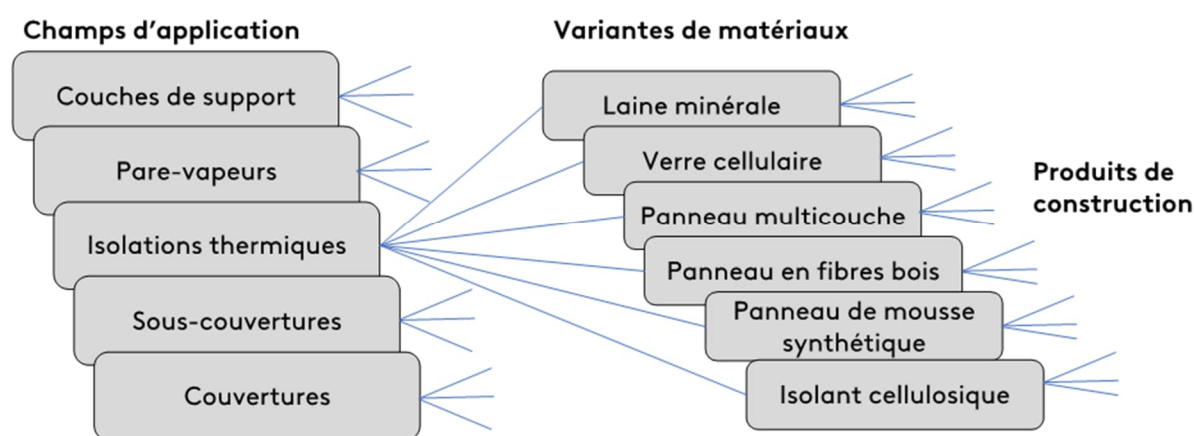 Champs d’application
Couches de support
Pare-vapeurs
Isolations thermiques
Sous-couvertures
Couvertures
Variantes de matériaux
Laine minérale
Verre cellulaire
Panneau multicouche
Panneau en fibres bois
Panneau de mousse
synthétique
Isolant cellulosique
Produits de
construction